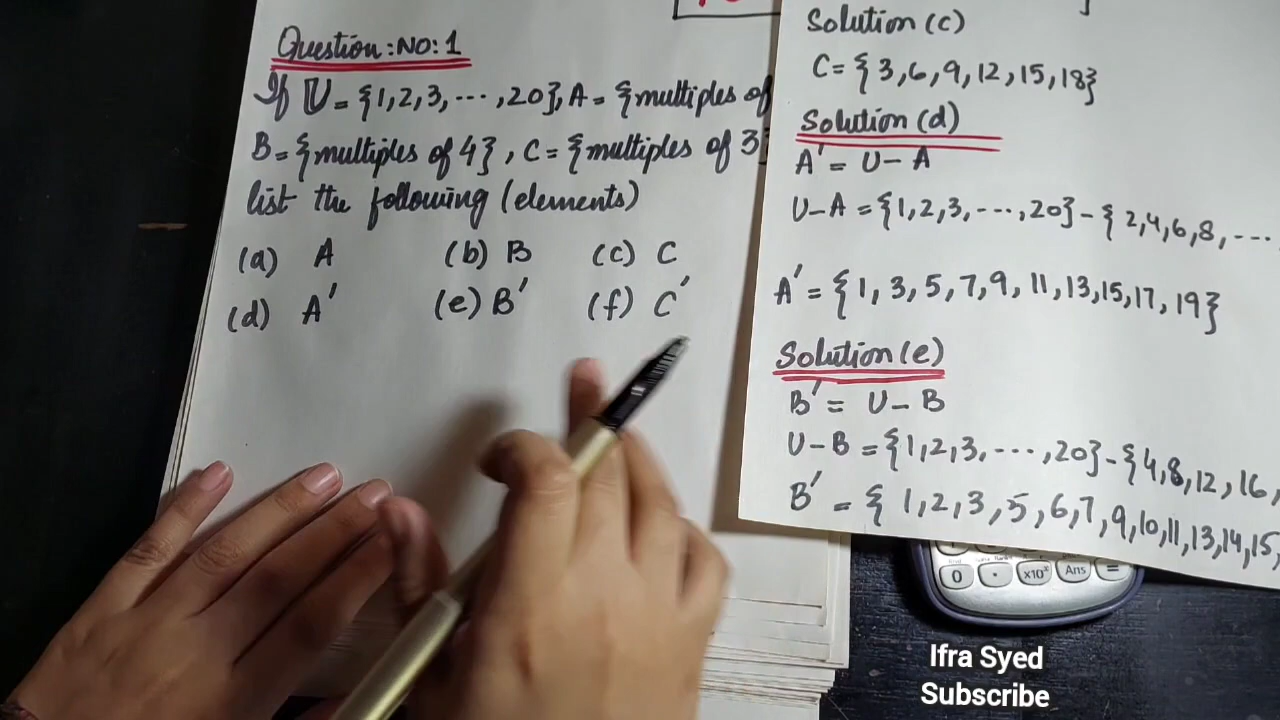 Question:NO:1
If U = {1,2,3, ... ,20}, A = {multiples of
B = {multiples of 4} , C = {multiples of 3
list the following (elements)
(a) A (b) B (c) C
(d) A' (e) B' (f) C'
Solution (c)
C = { 3,6,9,12,15,18}
Solution (d)
A' = U - A
U-A = {1,2,3, ... ,20} - { 2,4,6,8, ...
A' = { 1, 3, 5, 7, 9, 11, 13, 15, 17, 19}
Solution (e)
B' = U - B
U-B = {1,2,3, ... ,20} - {4,8,12,16,
B' = { 1,2,3,5,6,7,9,10,11,13,14,15,
0 . x10ˣ Ans =
Ifra Syed
Subscribe